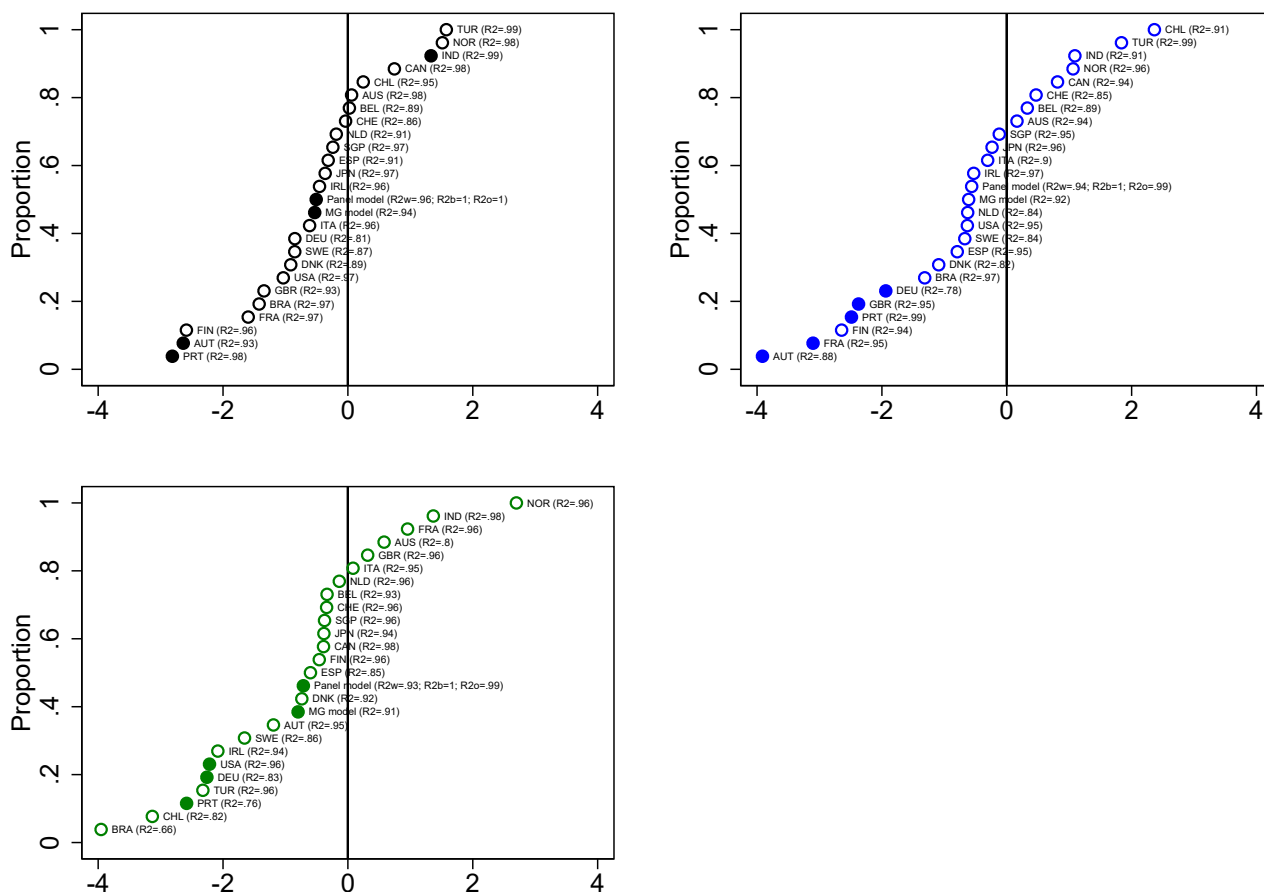 Proportion
1
.8
.6
.4
.2
0
TUR (R2=.99)
NOR (R2=.98)
IND (R2=.99)
CAN (R2=.98)
CHL (R2=.95)
AUS (R2=.98)
BEL (R2=.89)
CHE (R2=.86)
NLD (R2=.91)
SGP (R2=.97)
ESP (R2=.91)
JPN (R2=.97)
IRL (R2=.96)
Panel model (R2w=.96; R2b=1; R2o=1)
MG model (R2=.94)
ITA (R2=.96)
DEU (R2=.81)
SWE (R2=.87)
DNK (R2=.89)
USA (R2=.97)
GBR (R2=.93)
BRA (R2=.97)
FRA (R2=.97)
FIN (R2=.96)
AUT (R2=.93)
PRT (R2=.98)
-4 -2 0 2 4
Proportion
1
.8
.6
.4
.2
0
CHL (R2=.91)
TUR (R2=.99)
IND (R2=.91)
NOR (R2=.96)
CAN (R2=.94)
CHE (R2=.85)
BEL (R2=.89)
AUS (R2=.94)
SGP (R2=.95)
JPN (R2=.96)
ITA (R2=.9)
IRL (R2=.97)
Panel model (R2w=.94; R2b=1; R2o=.99)
MG model (R2=.92)
NLD (R2=.84)
USA (R2=.95)
SWE (R2=.84)
ESP (R2=.95)
DNK (R2=.82)
BRA (R2=.97)
DEU (R2=.78)
GBR (R2=.95)
PRT (R2=.99)
FIN (R2=.94)
FRA (R2=.95)
AUT (R2=.88)
-4 -2 0 2 4
Proportion
1
.8
.6
.4
.2
0
NOR (R2=.96)
IND (R2=.98)
FRA (R2=.96)
AUS (R2=.8)
GBR (R2=.96)
ITA (R2=.95)
NLD (R2=.96)
BEL (R2=.93)
CHE (R2=.96)
SGP (R2=.96)
JPN (R2=.94)
CAN (R2=.98)
FIN (R2=.96)
ESP (R2=.85)
Panel model (R2w=.93; R2b=1; R2o=.99)
DNK (R2=.92)
MG model (R2=.91)
AUT (R2=.95)
SWE (R2=.86)
IRL (R2=.94)
USA (R2=.96)
DEU (R2=.83)
TUR (R2=.96)
PRT (R2=.76)
CHL (R2=.82)
BRA (R2=.66)
-4 -2 0 2 4